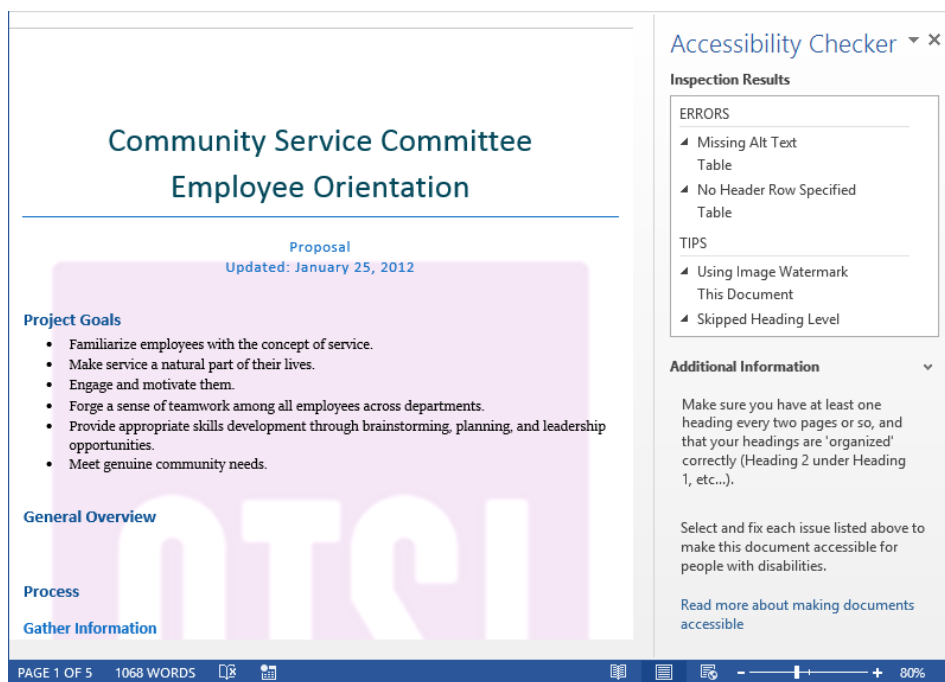 Community Service Committee
Employee Orientation
Proposal
Updated: January 25, 2012
Project Goals
• Familiarize employees with the concept of service.
• Make service a natural part of their lives.
• Engage and motivate them.
• Forge a sense of teamwork among all employees across departments.
• Provide appropriate skills development through brainstorming, planning, and leadership
opportunities.
• Meet genuine community needs.
General Overview
Process
Gather Information
OTSI
Accessibility Checker
Inspection Results
ERRORS
Missing Alt Text
Table
No Header Row Specified
Table
TIPS
Using Image Watermark
This Document
Skipped Heading Level
Additional Information
Make sure you have at least one
heading every two pages or so, and
that your headings are 'organized'
correctly (Heading 2 under Heading
1, etc...).
Select and fix each issue listed above to
make this document accessible for
people with disabilities.
Read more about making documents
accessible
PAGE 1 OF 5 1068 WORDS 80%